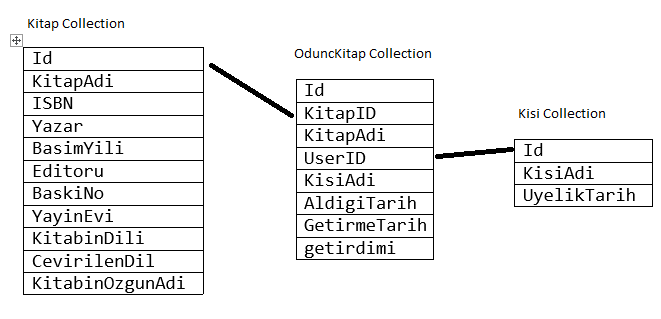 Kitap Collection
Id
KitapAdi
ISBN
Yazar
BasimYili
Editoru
BaskiNo
YayinEvi
KitabinDili
CevirilenDil
KitabinOzgunAdi
OduncKitap Collection
Id
KitapID
KitapAdi
UserID
KisiAdi
AldigiTarih
GetirmeTarih
getirdimi
Kisi Collection
Id
KisiAdi
UyelikTarih